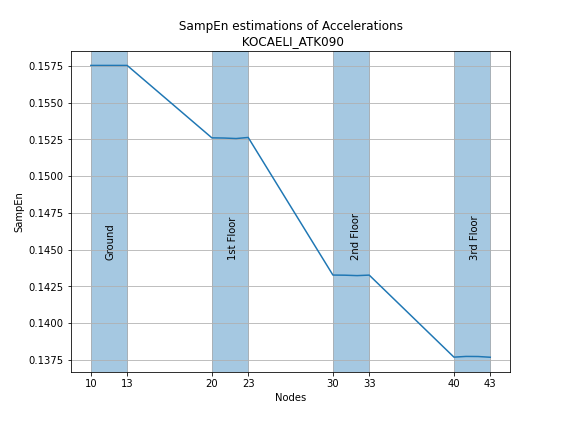 SampEn estimations of Accelerations
KOCAELI_ATK090
0.1575
0.1550
0.1525
0.1500
0.1475
0.1450
0.1425
0.1400
0.1375
SampEn
Ground
1st Floor
2nd Floor
3rd Floor
10 13 20 23 30 33 40 43
Nodes